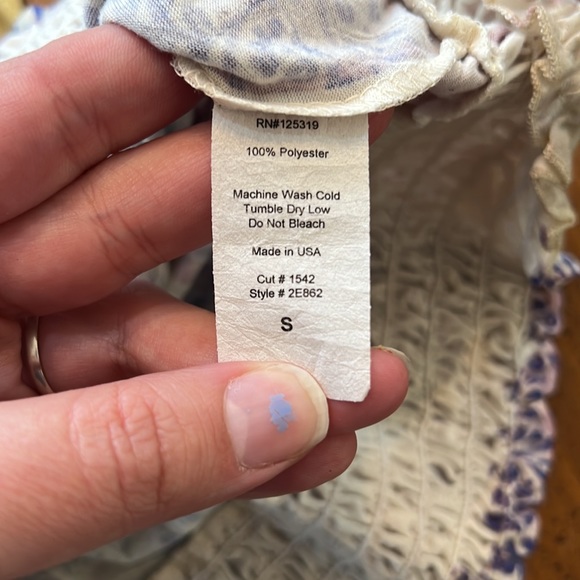 RN#125319
100% Polyester
Machine Wash Cold
Tumble Dry Low
Do Not Bleach
Made in USA
Cut # 1542
Style # 2E862
S